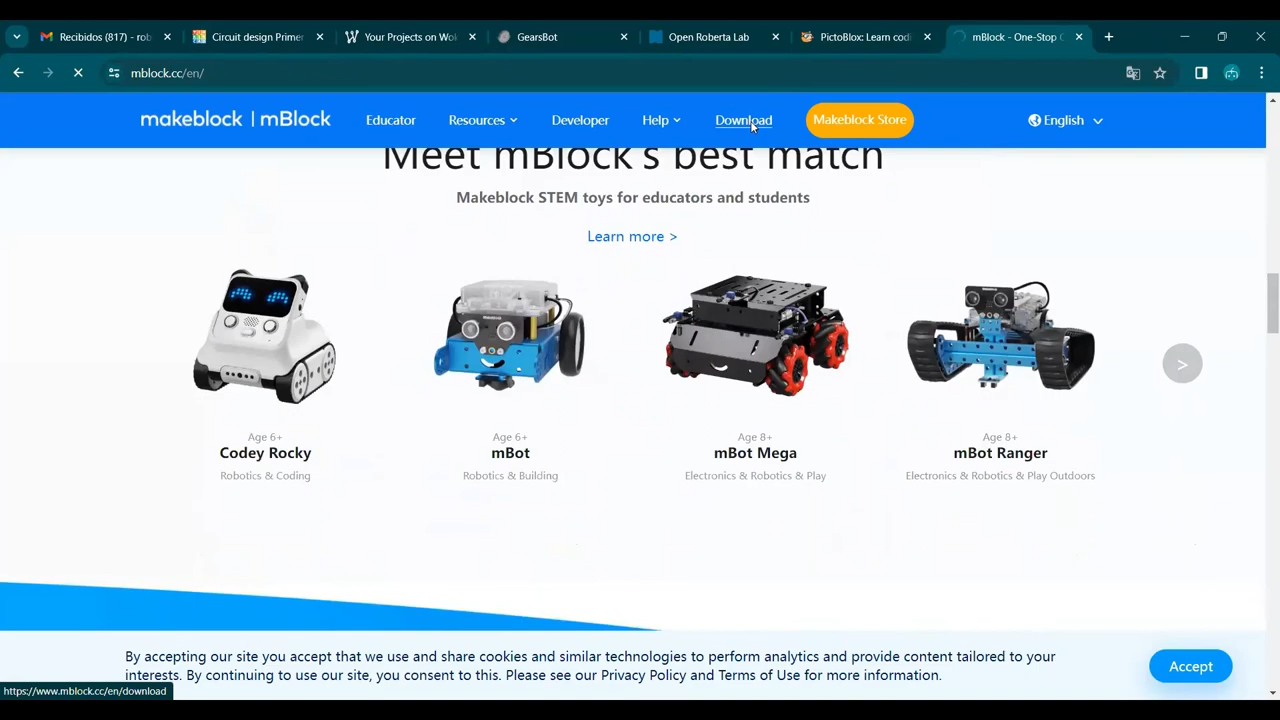 Recibidos (817) - rob
Circuit design Primer
Your Projects on Wok
GearsBot
Open Roberta Lab
PictoBlox: Learn codi
mBlock - One-Stop C
mblock.cc/en/
makeblock | mBlock
Educator
Resources
Developer
Help
Download
Makeblock Store
English
Meet mBlock's best match
Makeblock STEM toys for educators and students
Learn more >
Age 6+
Codey Rocky
Robotics & Coding
Age 6+
mBot
Robotics & Building
Age 8+
mBot Mega
Electronics & Robotics & Play
Age 8+
mBot Ranger
Electronics & Robotics & Play Outdoors
By accepting our site you accept that we use and share cookies and similar technologies to perform analytics and provide content tailored to your
interests. By continuing to use our site, you consent to this. Please see our Privacy Policy and Terms of Use for more information.
Accept
https://www.mblock.cc/en/download